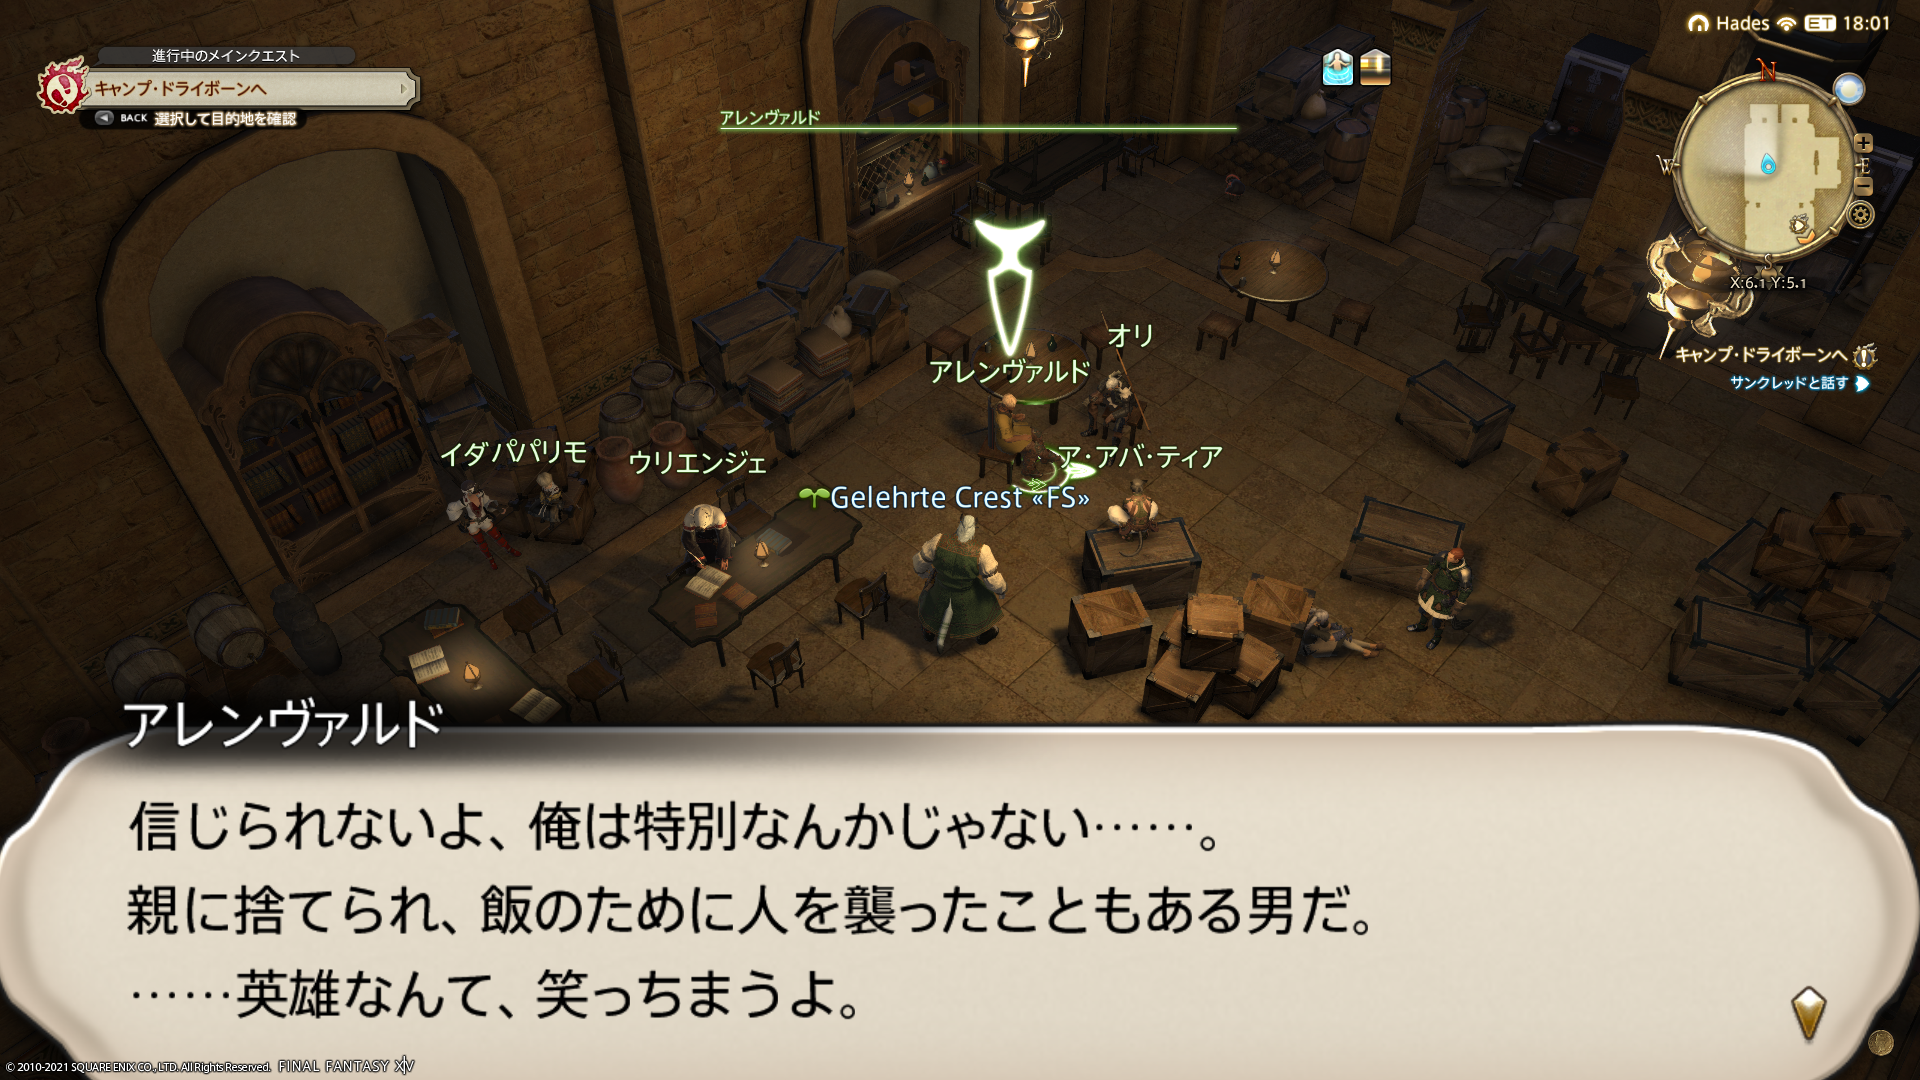 進行中のメインクエスト
キャンプ・ドライボーンへ
BACK 選択して目的地を確認
アレンヴァルド
Hades ET 18:01
N
W
E
S
X:6.1 Y:5.1
キャンプ・ドライボーンへ
サンクレッドと話す
オリ
アレンヴァルド
イダ パパリモ
ウリエンジェ
ア・アバ・ティア
Gelehrte Crest «FS»
アレンヴァルド
信じられないよ、俺は特別なんかじゃない……。
親に捨てられ、飯のために人を襲ったこともある男だ。
……英雄なんて、笑っちまうよ。
© 2010-2021 SQUARE ENIX CO., LTD. All Rights Reserved. FINAL FANTASY XIV